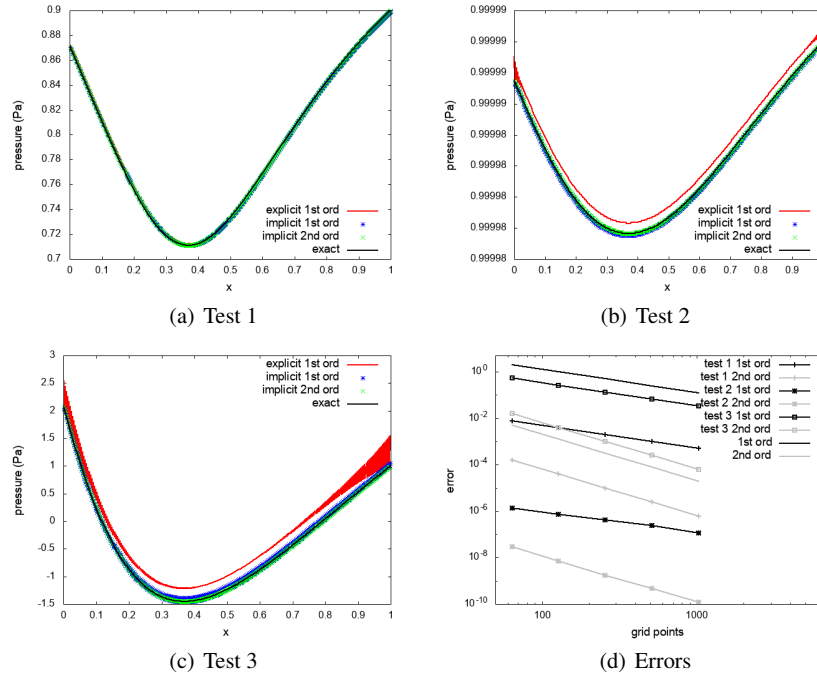 0.9
0.88
0.86
0.84
0.82
0.8
0.78
0.76
0.74
0.72
0.7
0 0.1 0.2 0.3 0.4 0.5 0.6 0.7 0.8 0.9 1
pressure (Pa)
x
explicit 1st ord
implicit 1st ord
implicit 2nd ord
exact
(a) Test 1
0.99999
0.99999
0.99999
0.99999
0.99998
0.99998
0.99998
0.99998
0.99998
0 0.1 0.2 0.3 0.4 0.5 0.6 0.7 0.8 0.9
pressure (Pa)
x
explicit 1st ord
implicit 1st ord
implicit 2nd ord
exact
(b) Test 2
3
2.5
2
1.5
1
0.5
-0
-0.5
-1
-1.5
0 0.1 0.2 0.3 0.4 0.5 0.6 0.7 0.8 0.9 1
pressure (Pa)
x
explicit 1st ord
implicit 1st ord
implicit 2nd ord
exact
(c) Test 3
10^0
10^-2
10^-4
10^-6
10^-8
10^-10
100 1000
error
grid points
test 1 1st ord
test 1 2nd ord
test 2 1st ord
test 2 2nd ord
test 3 1st ord
test 3 2nd ord
1st ord
2nd ord
(d) Errors